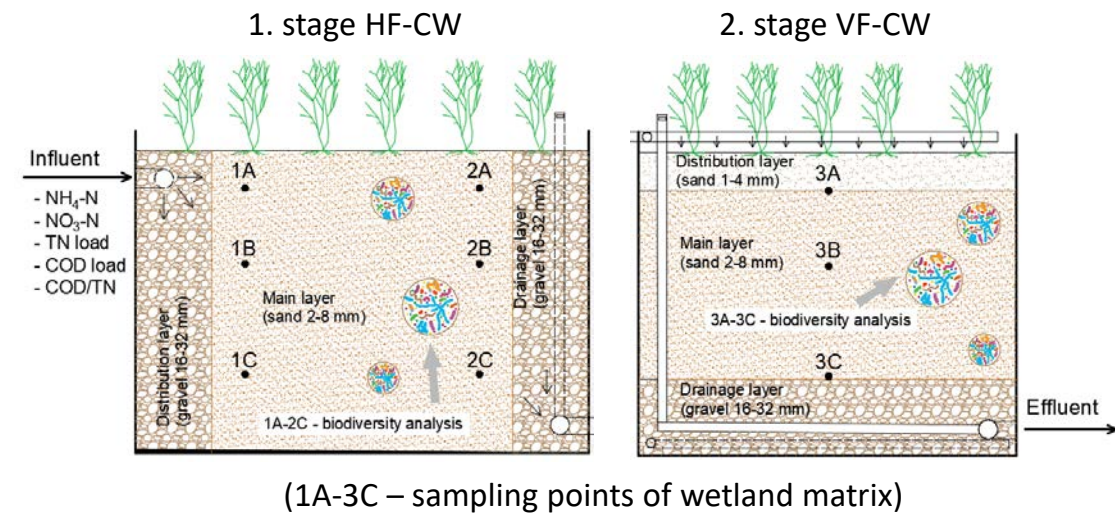 1. stage HF-CW
2. stage VF-CW
Influent
- NH₄-N
- NO₃-N
- TN load
- COD load
- COD/TN
Distribution layer
(gravel 16-32 mm)
1A
1B
1C
Main layer
(sand 2-8 mm)
2A
2B
2C
1A-2C - biodiversity analysis
Drainage layer
(gravel 16-32 mm)
Distribution layer
(sand 1-4 mm)
3A
Main layer
(sand 2-8 mm)
3B
3A-3C - biodiversity analysis
3C
Drainage layer
(gravel 16-32 mm)
Effluent
(1A-3C – sampling points of wetland matrix)